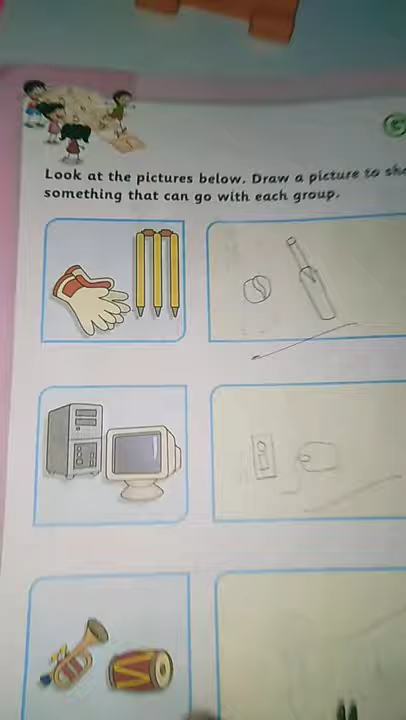 Look at the pictures below. Draw a picture to
something that can go with each group.